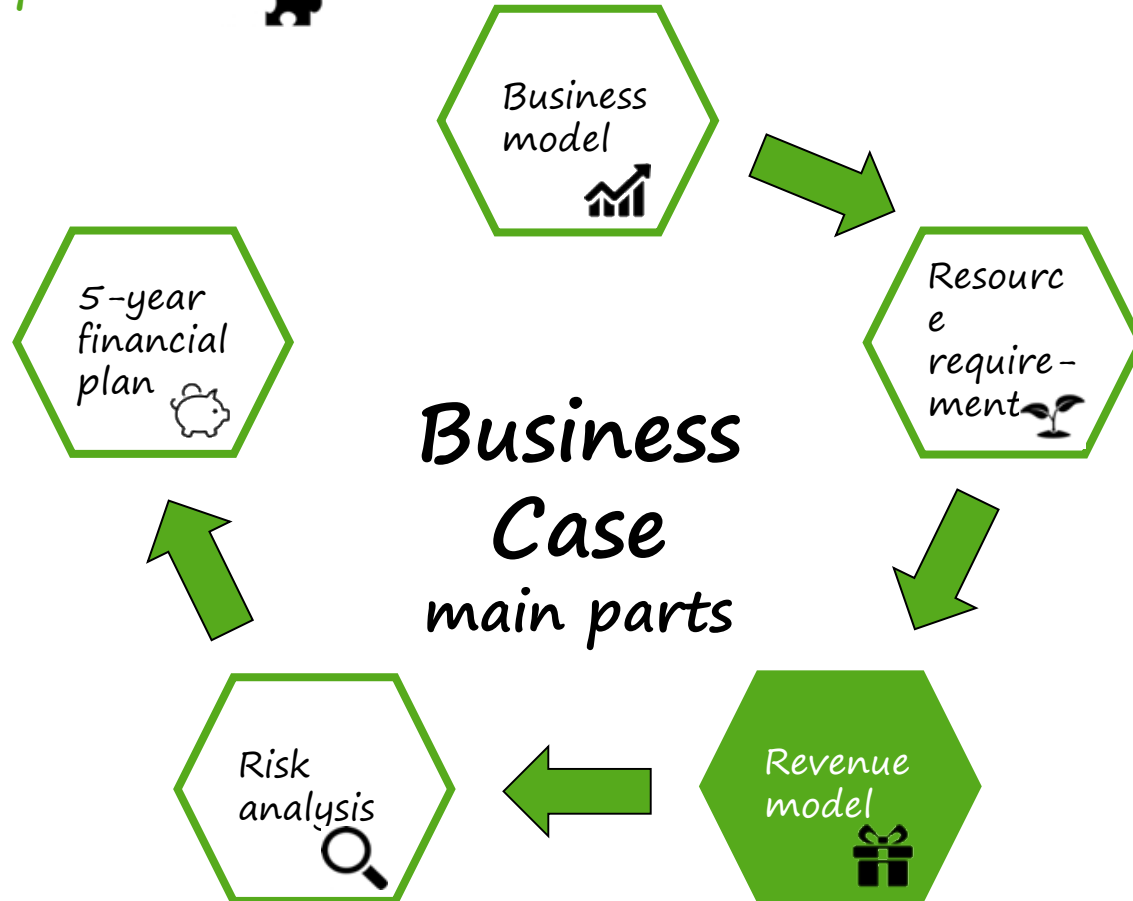 Business
model
Resourc
e
require-
ment
5-year
financial
plan
Business
Case
main parts
Revenue
model
Risk
analysis